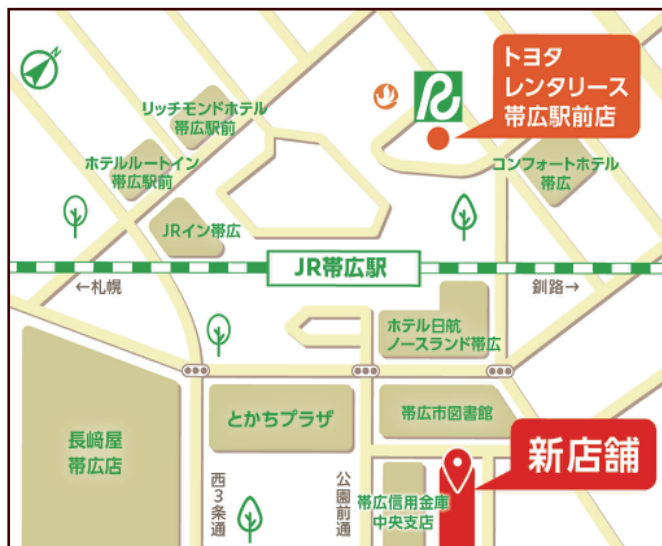 N
トヨタ
レンタリース
帯広駅前店
リッチモンドホテル
帯広駅前
ホテルルートイン
帯広駅前
コンフォートホテル
帯広
JRイン帯広
JR帯広駅
←札幌
釧路→
ホテル日航
ノースランド帯広
とかちプラザ
帯広市図書館
長﨑屋
帯広店
新店舗
西3条通
公園前通
帯広信用金庫
中央支店